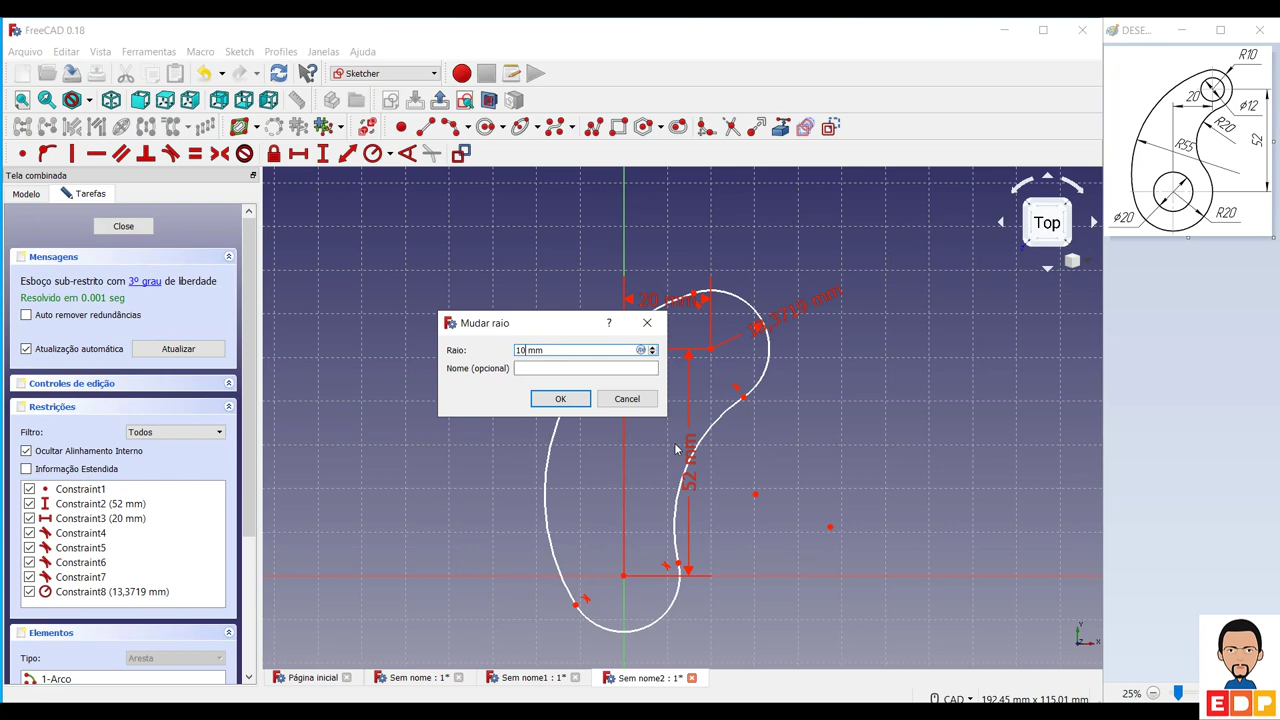 FreeCAD 0.18
DESE...
Arquivo Editar Vista Ferramentas Macro Sketch Profiles Janelas Ajuda
Sketcher
Tela combinada
Modelo Tarefas
Close
Mensagens
Esboço sub-restrito com 3º grau de liberdade
Resolvido em 0.001 seg
Auto remover redundâncias
Atualização automática Atualizar
Controles de edição
Restrições
Filtro: Todos
Ocultar Alinhamento Interno
Informação Estendida
Constraint1
Constraint2 (52 mm)
Constraint3 (20 mm)
Constraint4
Constraint5
Constraint6
Constraint7
Constraint8 (13,3719 mm)
Elementos
Tipo: Aresta
1-Arco
20 mm
13,3719 mm
52 mm
Mudar raio
?
Raio: 10 mm
Nome (opcional)
OK Cancel
Top
Y
Z
X
R10
20
Ø12
R20
52
R55
Ø20
R20
Página inicial Sem nome : 1* Sem nome1 : 1* Sem nome2 : 1*
CAD 192.45 mm x 115.01 mm
25%
EDP